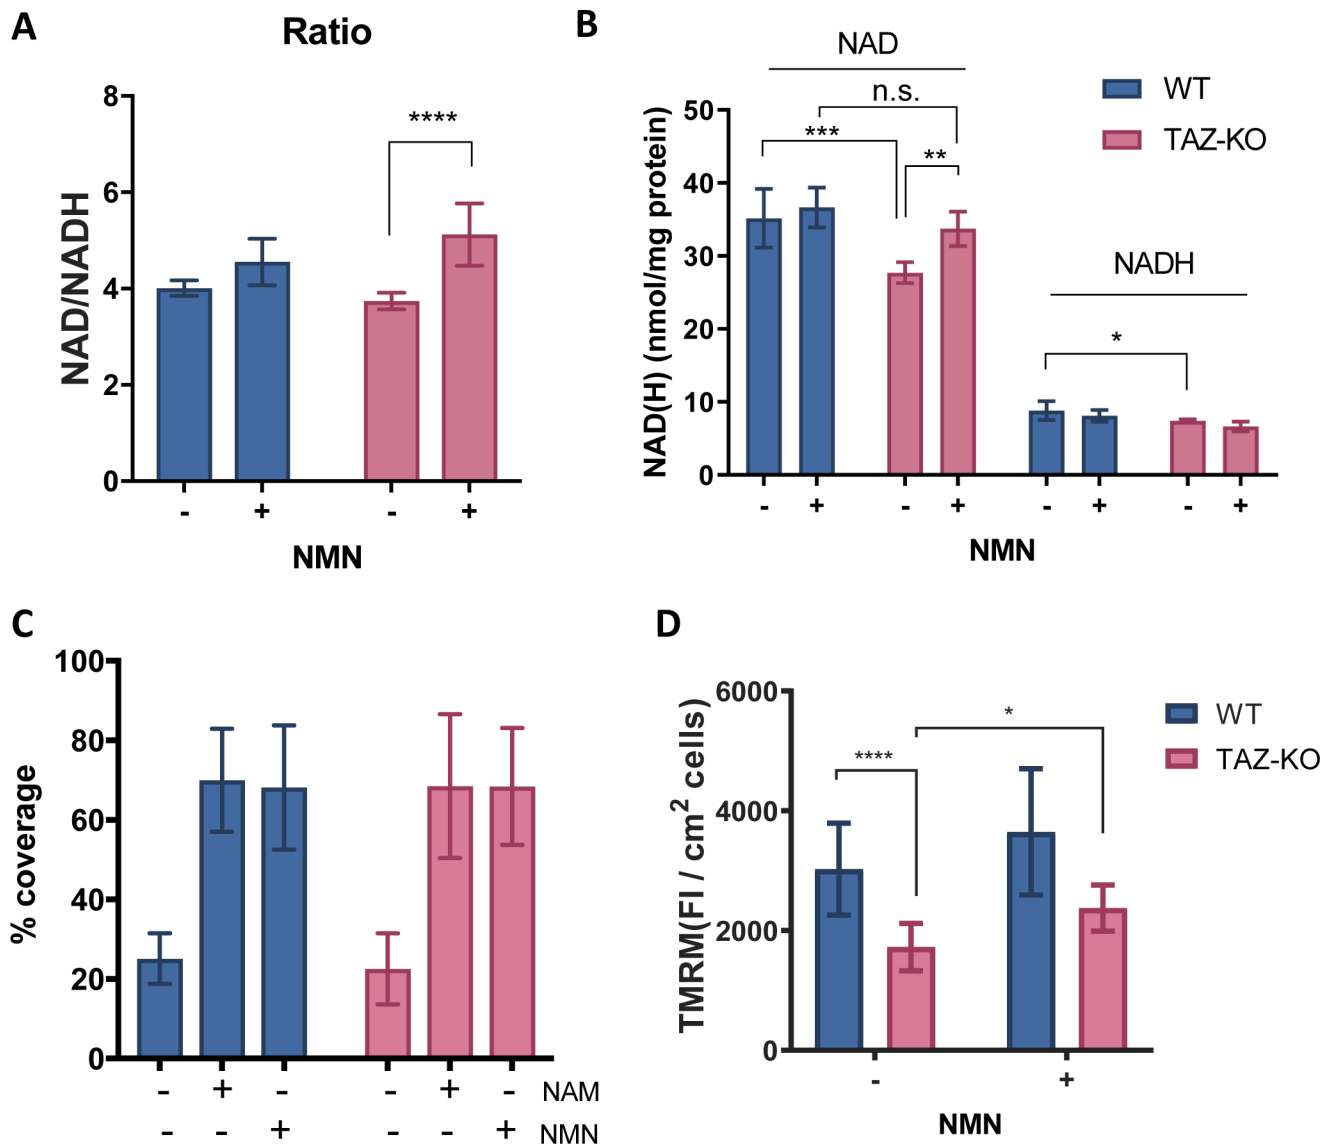 A
Ratio
8
6
4
2
0
NAD/NADH
****
- + - +
NMN
B
NAD
n.s.
***
**
50
40
30
20
10
0
NAD(H) (nmol/mg protein)
WT
TAZ-KO
NADH
*
- + - + - + - +
NMN
C
100
80
60
40
20
0
% coverage
- + - - + - NAM
- - + - - + NMN
D
6000
4000
2000
0
TMRM(FI / cm² cells)
****
*
WT
TAZ-KO
- +
NMN